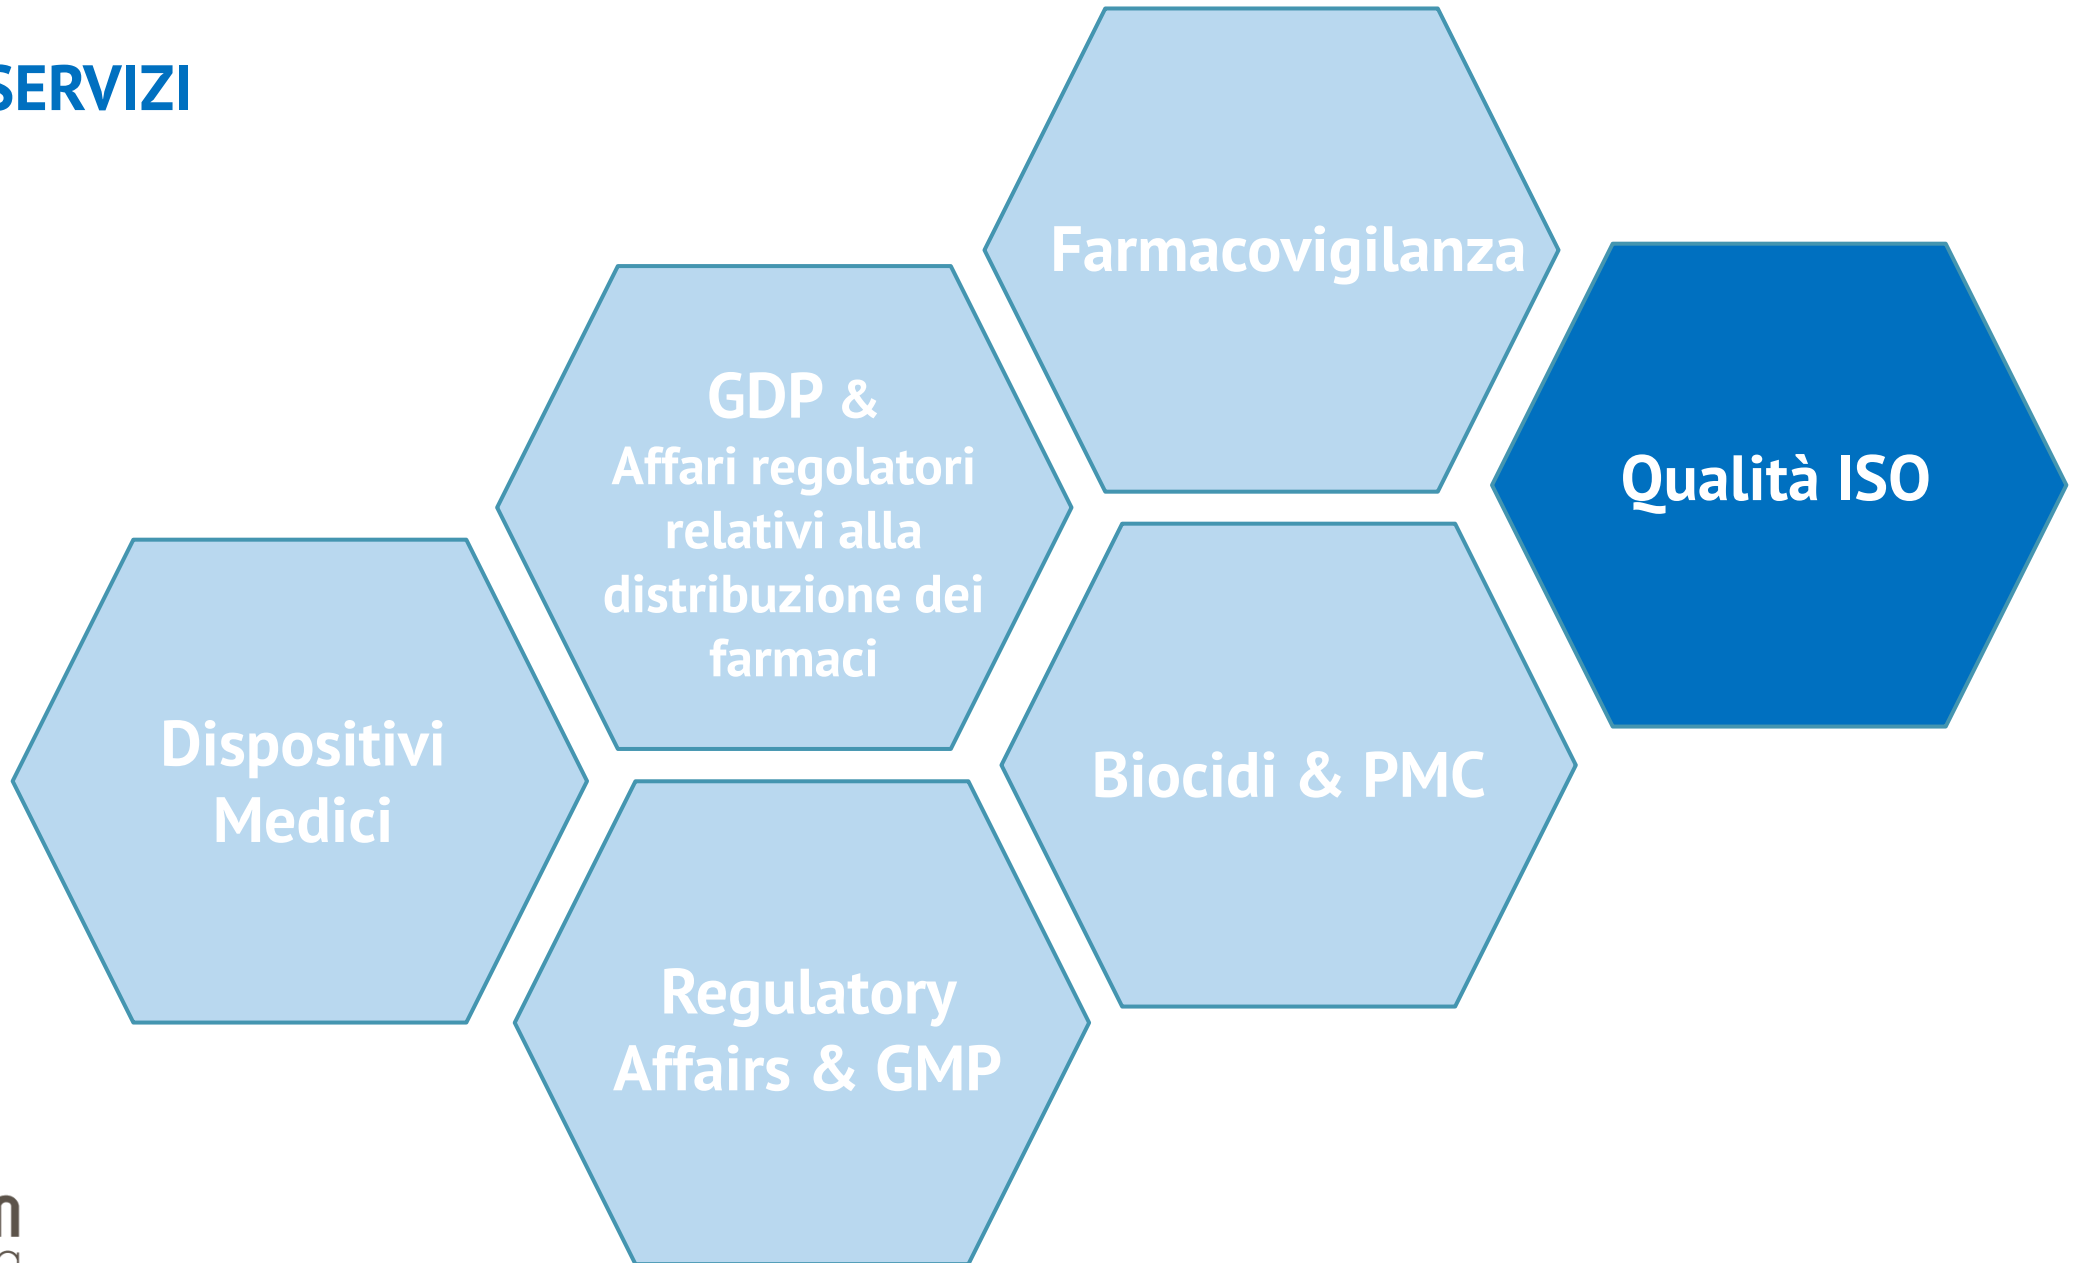 SERVIZI
Farmacovigilanza
GDP &
Affari regolatori
relativi alla
distribuzione dei
farmaci
Qualità ISO
Dispositivi
Medici
Biocidi & PMC
Regulatory
Affairs & GMP